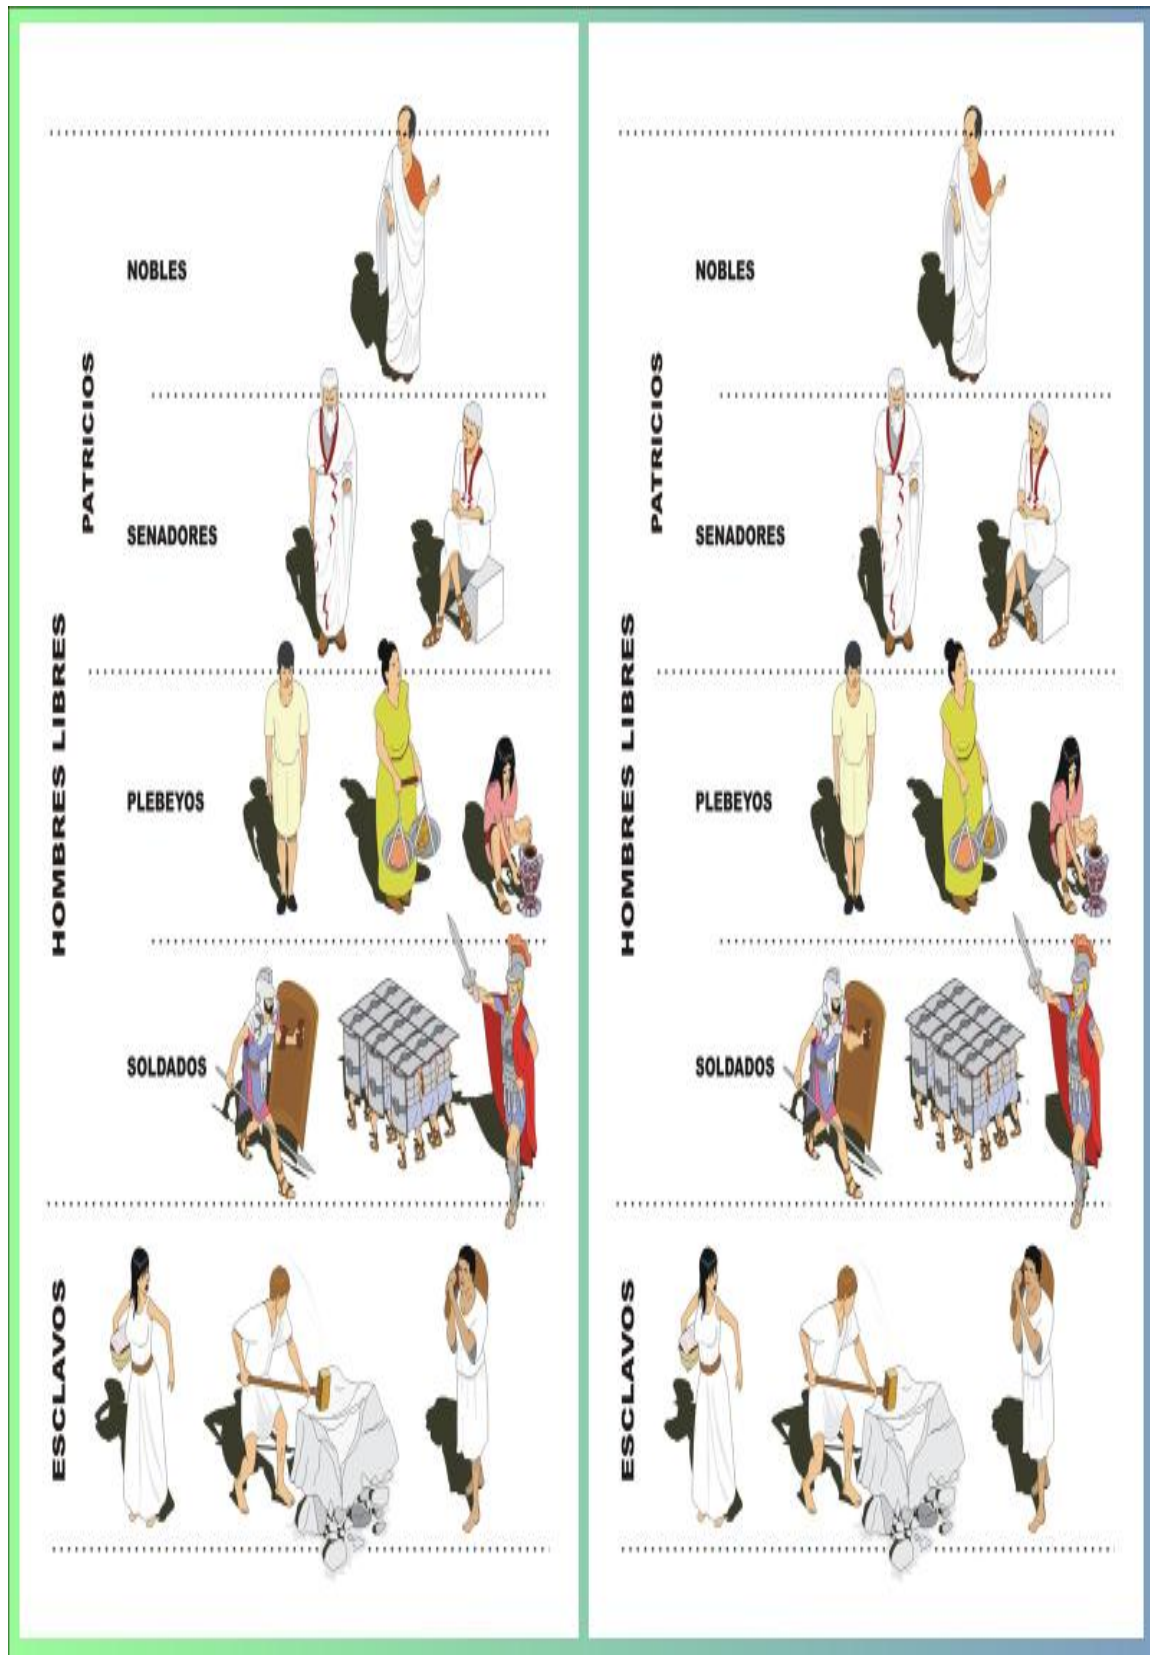 NOBLES
PATRICIOS
SENADORES
HOMBRES LIBRES
PLEBEYOS
SOLDADOS
ESCLAVOS
NOBLES
PATRICIOS
SENADORES
HOMBRES LIBRES
PLEBEYOS
SOLDADOS
ESCLAVOS